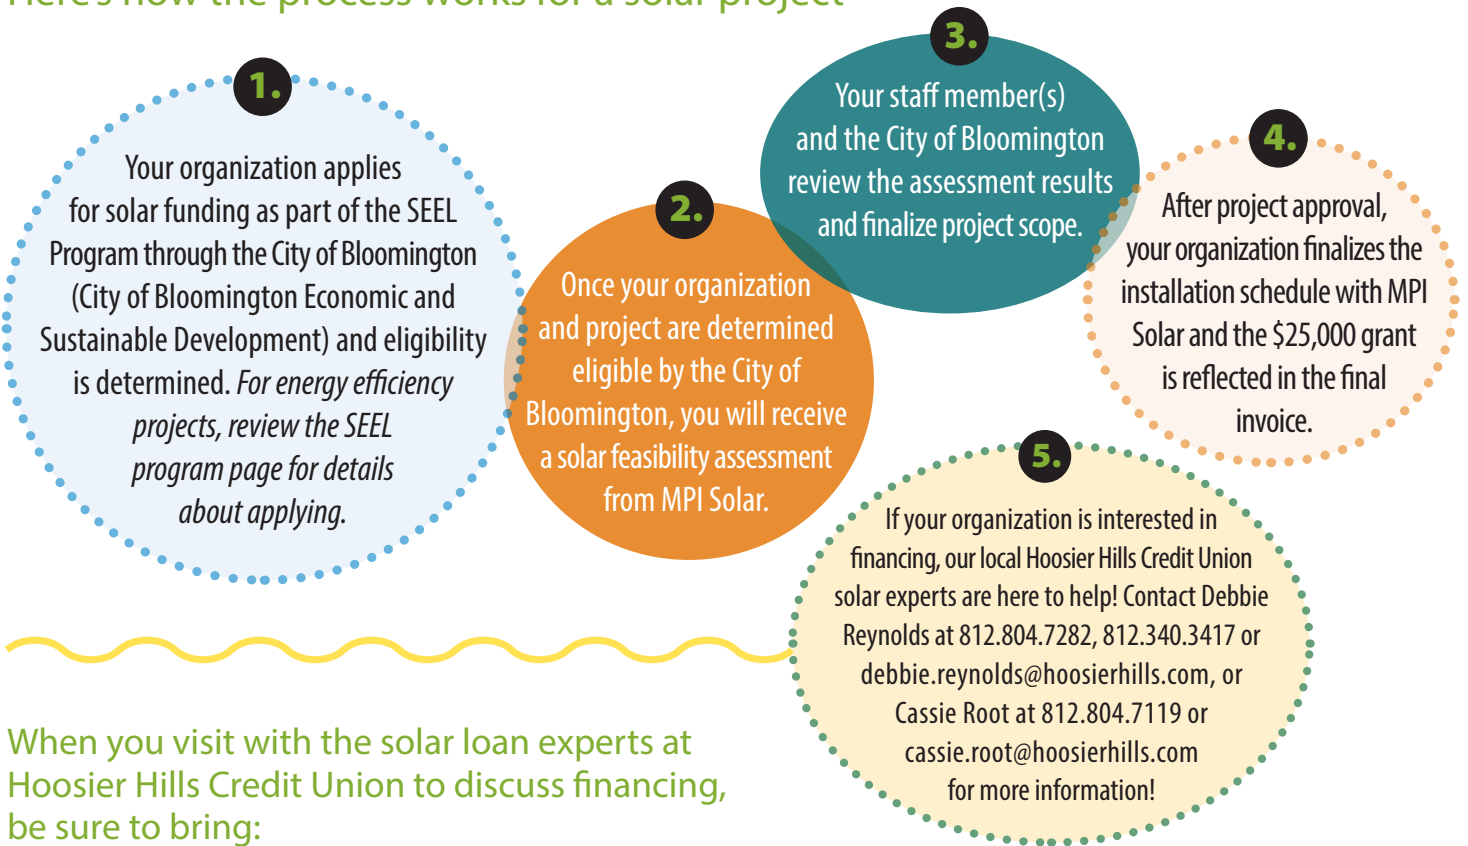 Here's how the process works for a solar project
1.
Your organization applies
for solar funding as part of the SEEL
Program through the City of Bloomington
(City of Bloomington Economic and
Sustainable Development) and eligibility
is determined. For energy efficiency
projects, review the SEEL
program page for details
about applying.
2.
Once your organization
and project are determined
eligible by the City of
Bloomington, you will receive
a solar feasibility assessment
from MPI Solar.
3.
Your staff member(s)
and the City of Bloomington
review the assessment results
and finalize project scope.
4.
After project approval,
your organization finalizes the
installation schedule with MPI
Solar and the $25,000 grant
is reflected in the final
invoice.
5.
If your organization is interested in
financing, our local Hoosier Hills Credit Union
solar experts are here to help! Contact Debbie
Reynolds at 812.804.7282, 812.340.3417 or
debbie.reynolds@hoosierhills.com, or
Cassie Root at 812.804.7119 or
cassie.root@hoosierhills.com
for more information!
When you visit with the solar loan experts at
Hoosier Hills Credit Union to discuss financing,
be sure to bring: